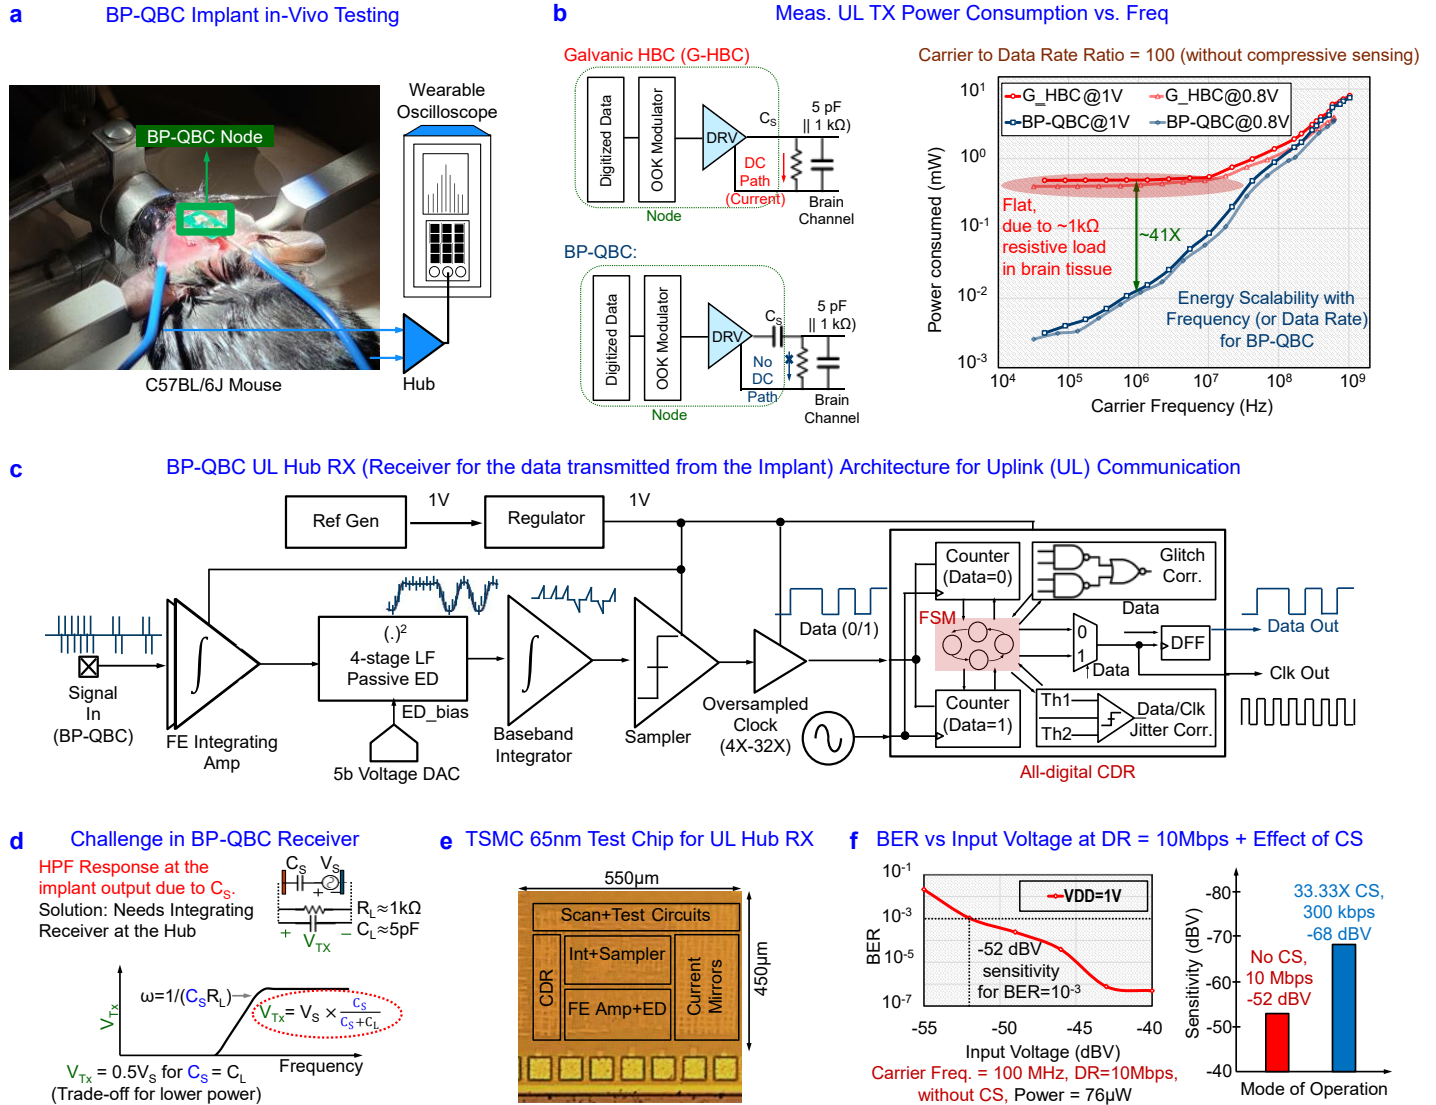 a
BP-QBC Implant in-Vivo Testing
Wearable
Oscilloscope
BP-QBC Node
Hub
C57BL/6J Mouse
b
Meas. UL TX Power Consumption vs. Freq
Galvanic HBC (G-HBC)
Digitized Data
OOK Modulator
DRV
CS
5 pF
|| 1 kΩ)
DC
Path
(Current)
Brain
Channel
Node
BP-QBC:
Digitized Data
OOK Modulator
DRV
CS
5 pF
|| 1 kΩ)
No
DC
Path
Brain
Channel
Node
Carrier to Data Rate Ratio = 100 (without compressive sensing)
G_HBC@1V
G_HBC@0.8V
BP-QBC@1V
BP-QBC@0.8V
Power consumed (mW)
10^1
10^0
10^-1
10^-2
10^-3
Flat,
due to ~1kΩ
resistive load
in brain tissue
~41X
Energy Scalability with
Frequency (or Data Rate)
for BP-QBC
10^4
10^5
10^6
10^7
10^8
10^9
Carrier Frequency (Hz)
c
BP-QBC UL Hub RX (Receiver for the data transmitted from the Implant) Architecture for Uplink (UL) Communication
Ref Gen
1V
Regulator
1V
Signal
In
(BP-QBC)
∫
FE Integrating
Amp
(.)^2
4-stage LF
Passive ED
ED_bias
5b Voltage DAC
∫
Baseband
Integrator
Sampler
Data (0/1)
Oversampled
Clock
(4X-32X)
Counter
(Data=0)
Glitch
Corr.
FSM
Data
0
1
Data
DFF
Counter
(Data=1)
Th1
Th2
Data/Clk
Jitter Corr.
All-digital CDR
Data Out
Clk Out
d
Challenge in BP-QBC Receiver
HPF Response at the
implant output due to CS.
Solution: Needs Integrating
Receiver at the Hub
CS
VS
+
RL≈1kΩ
CL≈5pF
+
VTX
−
VTx
ω=1/(CSRL)
VTx= VS × CS/(CS+CL)
Frequency
VTx = 0.5VS for CS = CL
(Trade-off for lower power)
e
TSMC 65nm Test Chip for UL Hub RX
550μm
450μm
Scan+Test Circuits
CDR
Int+Sampler
FE Amp+ED
Current
Mirrors
f
BER vs Input Voltage at DR = 10Mbps + Effect of CS
BER
10^-1
10^-3
10^-5
10^-7
VDD=1V
-52 dBV
sensitivity
for BER=10^-3
-55
-50
-45
-40
Input Voltage (dBV)
Carrier Freq. = 100 MHz, DR=10Mbps,
without CS, Power = 76μW
Sensitivity (dBV)
-80
-70
-60
-50
-40
33.33X CS,
300 kbps
-68 dBV
No CS,
10 Mbps
-52 dBV
Mode of Operation